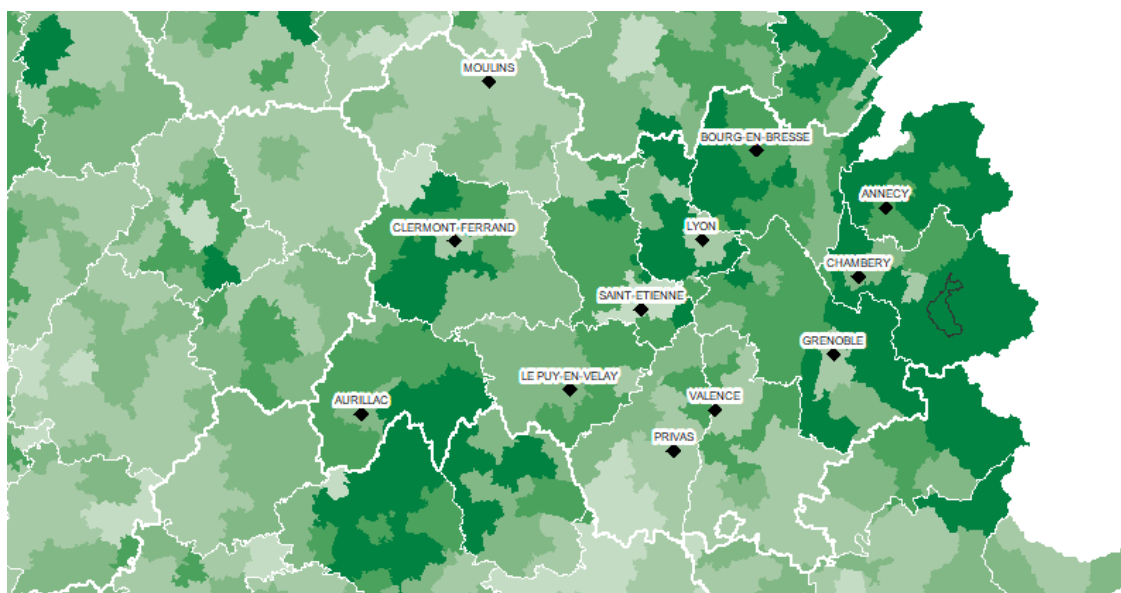 MOULINS
BOURG-EN-BRESSE
ANNECY
CLERMONT-FERRAND
LYON
CHAMBERY
SAINT-ETIENNE
GRENOBLE
LE PUY-EN-VELAY
AURILLAC
VALENCE
PRIVAS